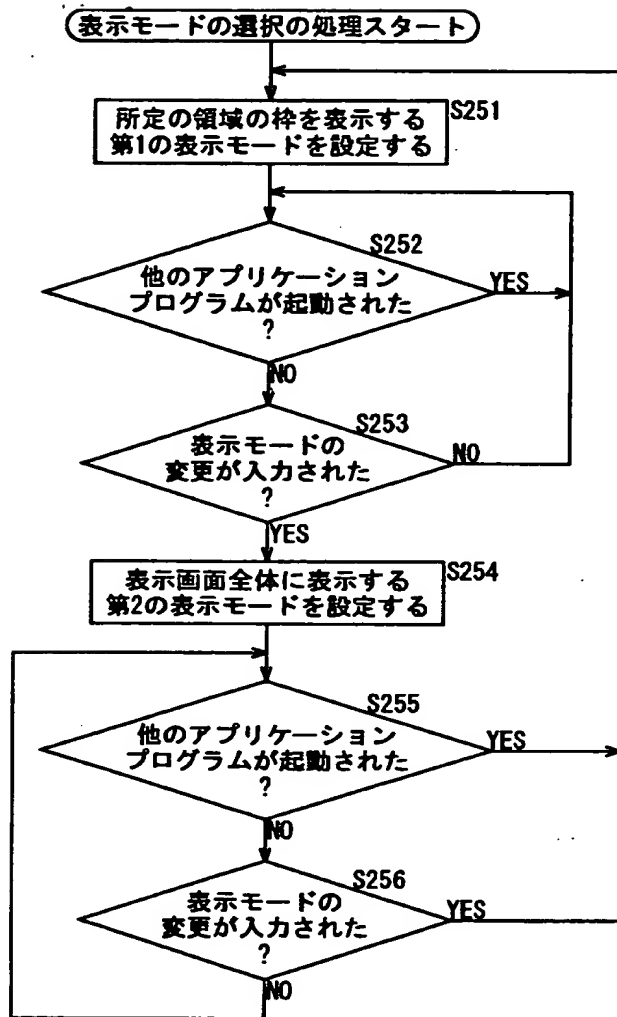 表示モードの選択の処理スタート
所定の領域の枠を表示する
第1の表示モードを設定する
S251
S252
他のアプリケーション
プログラムが起動された
?
YES
NO
S253
表示モードの
変更が入力された
?
NO
YES
表示画面全体に表示する
第2の表示モードを設定する
S254
S255
他のアプリケーション
プログラムが起動された
?
YES
NO
S256
表示モードの
変更が入力された
?
YES
NO